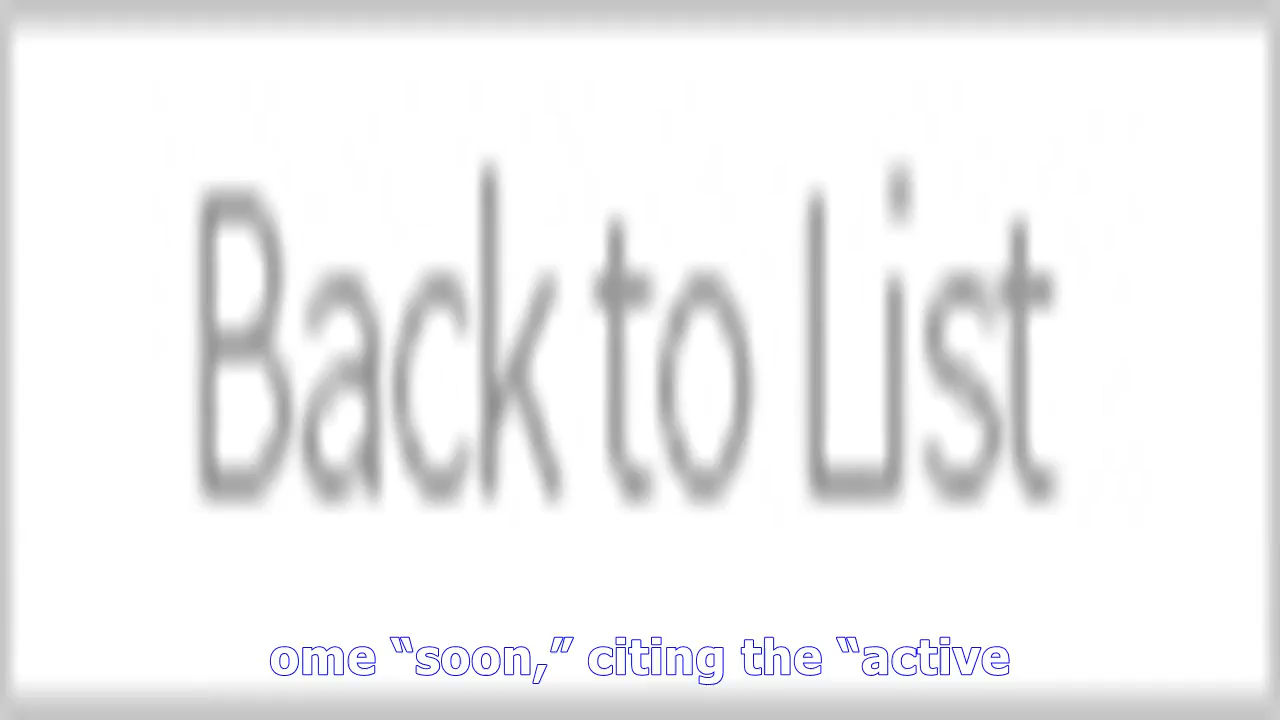 Back to List
ome “soon,” citing the “active